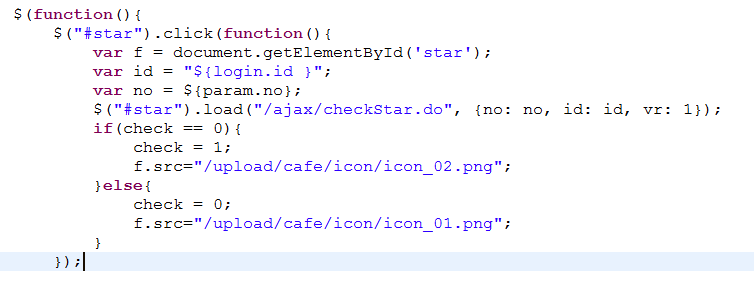 $(function(){
    $("#star").click(function(){
        var f = document.getElementById('star');
        var id = "${login.id }";
        var no = ${param.no};
        $("#star").load("/ajax/checkStar.do", {no: no, id: id, vr: 1});
        if(check == 0){
            check = 1;
            f.src="/upload/cafe/icon/icon_02.png";
        }else{
            check = 0;
            f.src="/upload/cafe/icon/icon_01.png";
        }
    });